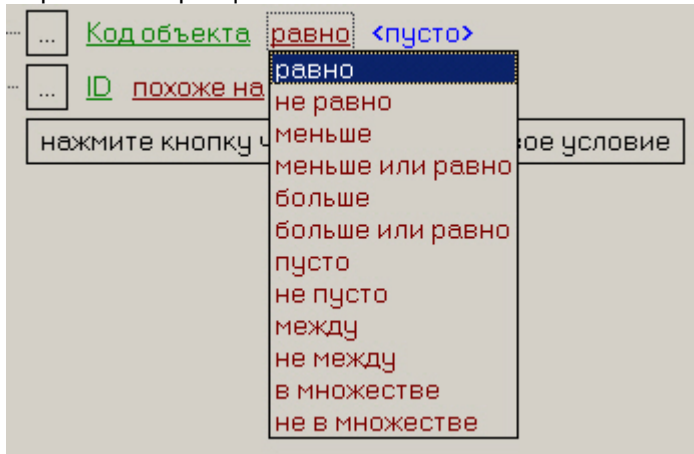 ... Код объекта равно <пусто>
... ID похоже на
нажмите кнопку ое условие
равно
не равно
меньше
меньше или равно
больше
больше или равно
пусто
не пусто
между
не между
в множестве
не в множестве